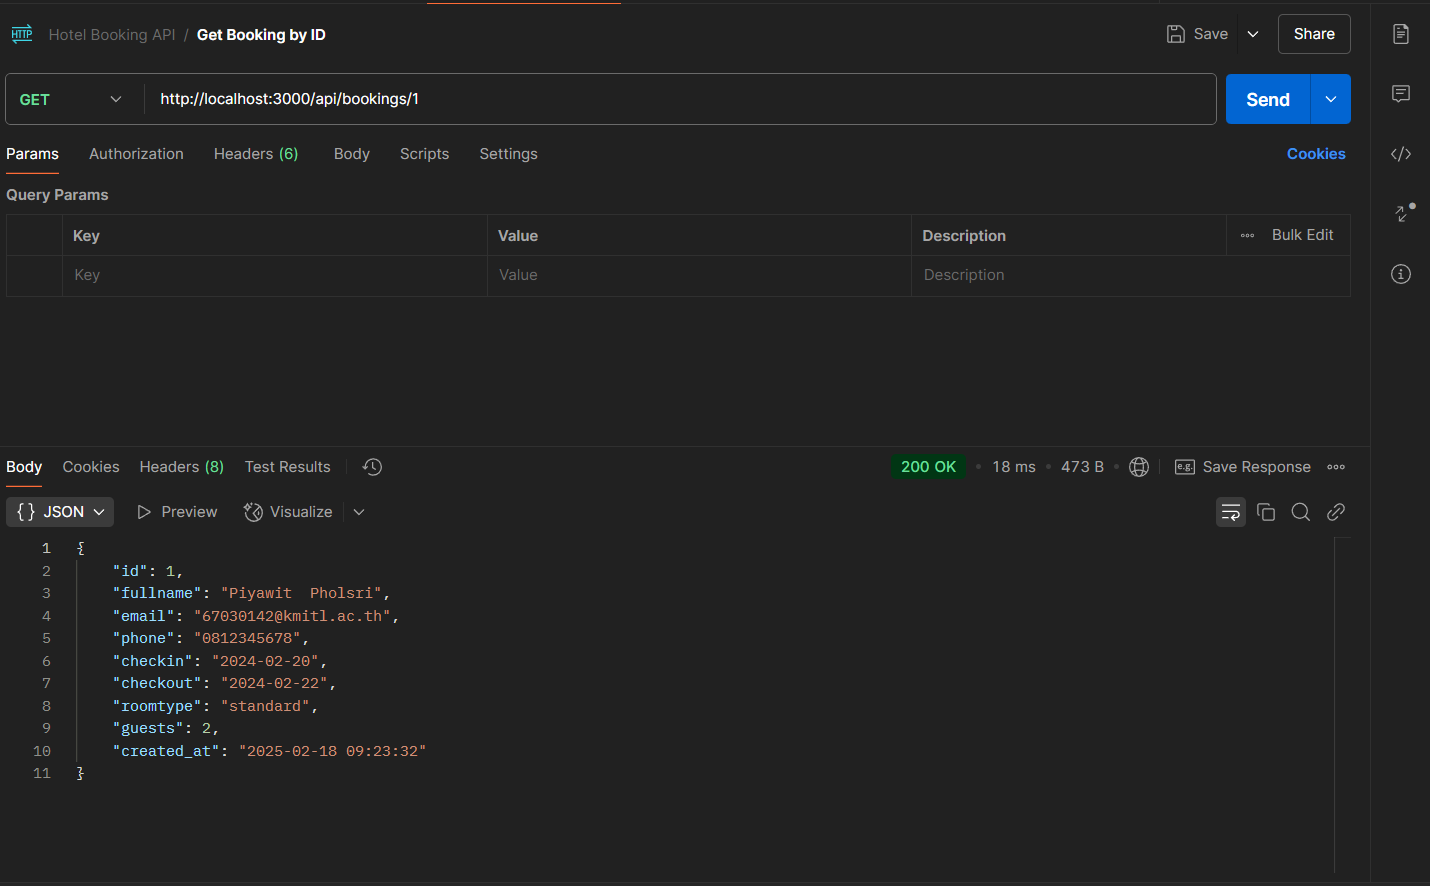 HTTP Hotel Booking API / Get Booking by ID Save Share
GET http://localhost:3000/api/bookings/1 Send
Params Authorization Headers (6) Body Scripts Settings Cookies
Query Params
Key Value Description Bulk Edit
Key Value Description
Body Cookies Headers (8) Test Results 200 OK • 18 ms • 473 B • e.g. Save Response
{} JSON Preview Visualize
1 {
2 "id": 1,
3 "fullname": "Piyawit  Pholsri",
4 "email": "67030142@kmitl.ac.th",
5 "phone": "0812345678",
6 "checkin": "2024-02-20",
7 "checkout": "2024-02-22",
8 "roomtype": "standard",
9 "guests": 2,
10 "created_at": "2025-02-18 09:23:32"
11 }